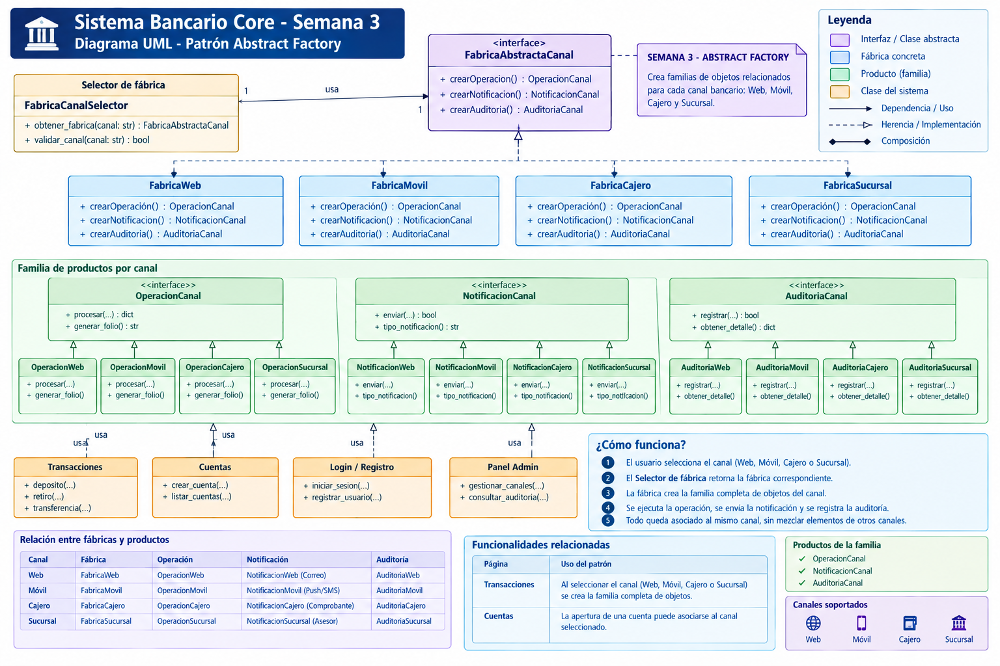 Sistema Bancario Core - Semana 3
Diagrama UML - Patrón Abstract Factory
<interface>
FabricaAbstractaCanal
+ crearOperacion() : OperacionCanal
+ crearNotificacion() : NotificacionCanal
+ crearAuditoria() : AuditoriaCanal
SEMANA 3 - ABSTRACT FACTORY
Crea familias de objetos relacionados
para cada canal bancario: Web, Móvil,
Cajero y Sucursal.
Leyenda
Interfaz / Clase abstracta
Fábrica concreta
Producto (familia)
Clase del sistema
Dependencia / Uso
Herencia / Implementación
Composición
Selector de fábrica
FabricaCanalSelector
+ obtener_fabrica(canal: str) : FabricaAbstractaCanal
+ validar_canal(canal: str) : bool
1
usa
1
FabricaWeb
+ crearOperación() : OperacionCanal
+ crearNotificacion() : NotificacionCanal
+ crearAuditoria() : AuditoriaCanal
FabricaMovil
+ crearOperación() : OperacionCanal
+ crearNotificacion() : NotificacionCanal
+ crearAuditoria() : AuditoriaCanal
FabricaCajero
+ crearOperación() : OperacionCanal
+ crearNotificacion() : NotificacionCanal
+ crearAuditoria() : AuditoriaCanal
FabricaSucursal
+ crearOperación() : OperacionCanal
+ crearNotificacion() : NotificacionCanal
+ crearAuditoria() : AuditoriaCanal
Familia de productos por canal
<<interface>>
OperacionCanal
+ procesar(...) : dict
+ generar_folio() : str
<<interface>>
NotificacionCanal
+ enviar(...) : bool
+ tipo_notificacion() : str
<<interface>>
AuditoriaCanal
+ registrar(...) : bool
+ obtener_detalle() : dict
OperacionWeb
+ procesar(...)
+ generar_folio()
OperacionMovil
+ procesar(...)
+ generar_folio()
OperacionCajero
+ procesar(...)
+ generar_folio()
OperacionSucursal
+ procesar(...)
+ generar_folio()
NotificacionWeb
+ enviar(...)
+ tipo_notificacion()
NotificacionMovil
+ enviar(...)
+ tipo_notificacion()
NotificacionCajero
+ enviar(...)
+ tipo_notificacion()
NotificacionSucursal
+ enviar(...)
+ tipo_notificacion()
AuditoriaWeb
+ registrar(...)
+ obtener_detalle()
AuditoriaMovil
+ registrar(...)
+ obtener_detalle()
AuditoriaCajero
+ registrar(...)
+ obtener_detalle()
AuditoriaSucursal
+ registrar(...)
+ obtener_detalle()
usa
usa
usa
usa
usa
Transacciones
+ deposito(...)
+ retiro(...)
+ transferencia(...)
Cuentas
+ crear_cuenta(...)
+ listar_cuentas(...)
Login / Registro
+ iniciar_sesion(...)
+ registrar_usuario(...)
Panel Admin
+ gestionar_canales(...)
+ consultar_auditoria(...)
¿Cómo funciona?
1 El usuario selecciona el canal (Web, Móvil, Cajero o Sucursal).
2 El Selector de fábrica retorna la fábrica correspondiente.
3 La fábrica crea la familia completa de objetos del canal.
4 Se ejecuta la operación, se envía la notificación y se registra la auditoría.
5 Todo queda asociado al mismo canal, sin mezclar elementos de otros canales.
Relación entre fábricas y productos
Canal Fábrica Operación Notificación Auditoría
Web FabricaWeb OperacionWeb NotificacionWeb (Correo) AuditoriaWeb
Móvil FabricaMovil OperacionMovil NotificacionMovil (Push/SMS) AuditoriaMovil
Cajero FabricaCajero OperacionCajero NotificacionCajero (Comprobante) AuditoriaCajero
Sucursal FabricaSucursal OperacionSucursal NotificacionSucursal (Asesor) AuditoriaSucursal
Funcionalidades relacionadas
Página Uso del patrón
Transacciones Al seleccionar el canal (Web, Móvil, Cajero o Sucursal)
se crea la familia completa de objetos.
Cuentas La apertura de una cuenta puede asociarse al canal
seleccionado.
Productos de la familia
✓ OperacionCanal
✓ NotificacionCanal
✓ AuditoriaCanal
Canales soportados
Web Móvil Cajero Sucursal